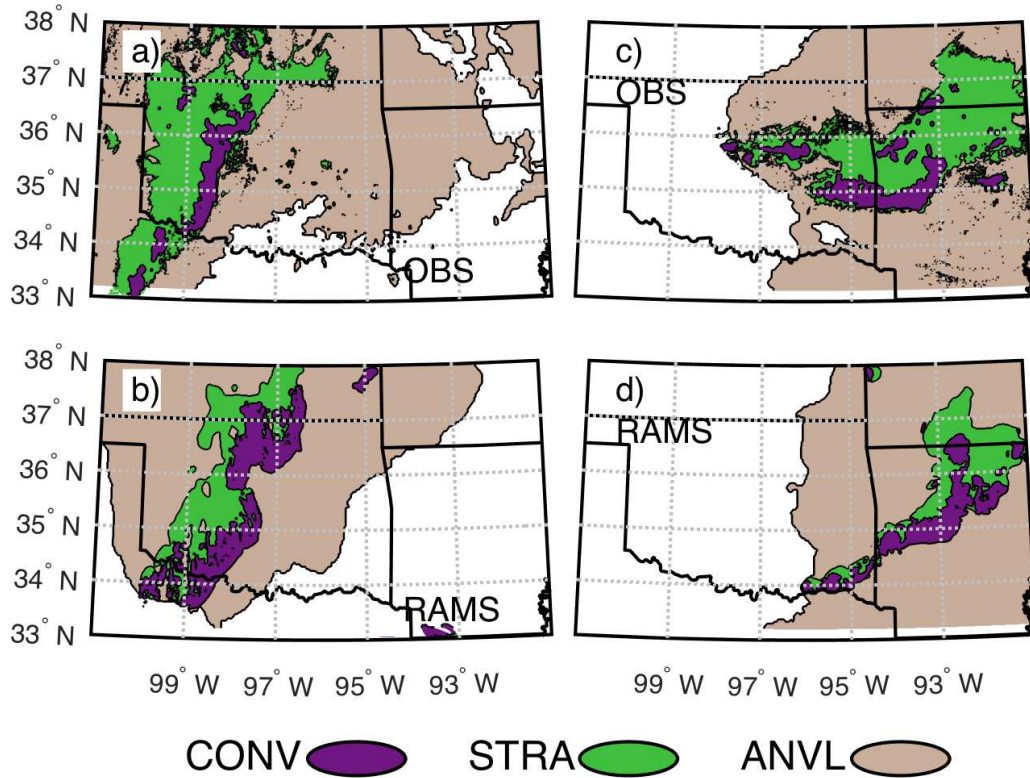 38° N
37° N
36° N
35° N
34° N
33° N
a)
OBS
c)
OBS
38° N
37° N
36° N
35° N
34° N
33° N
b)
RAMS
d)
RAMS
99° W 97° W 95° W 93° W 99° W 97° W 95° W 93° W
CONV STRA ANVL